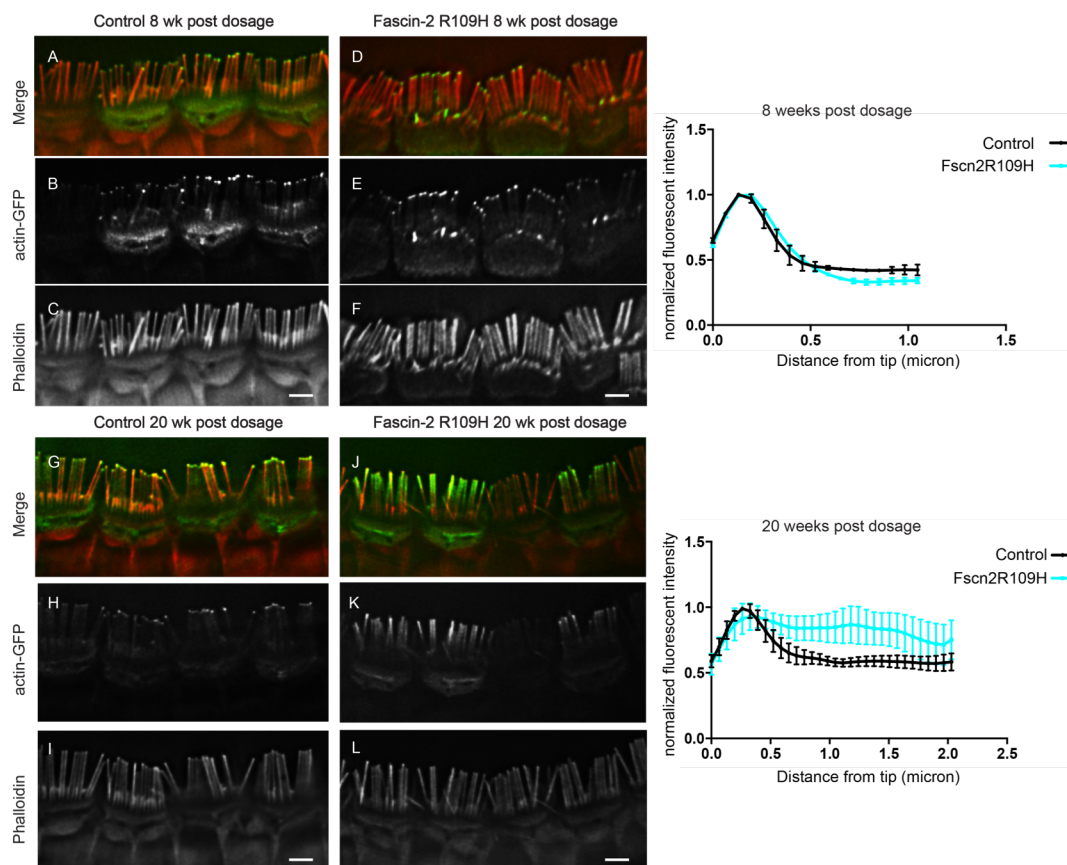 Control 8 wk post dosage
Fascin-2 R109H 8 wk post dosage
Merge
A
D
actin-GFP
B
E
Phalloidin
C
F
8 weeks post dosage
normalized fluorescent intensity
1.5
1.0
0.5
0.0
Control
Fscn2R109H
0.0 0.5 1.0 1.5
Distance from tip (micron)
Control 20 wk post dosage
Fascin-2 R109H 20 wk post dosage
Merge
G
J
actin-GFP
H
K
Phalloidin
I
L
20 weeks post dosage
normalized fluorescent intensity
1.5
1.0
0.5
0.0
Control
Fscn2R109H
0.0 0.5 1.0 1.5 2.0 2.5
Distance from tip (micron)